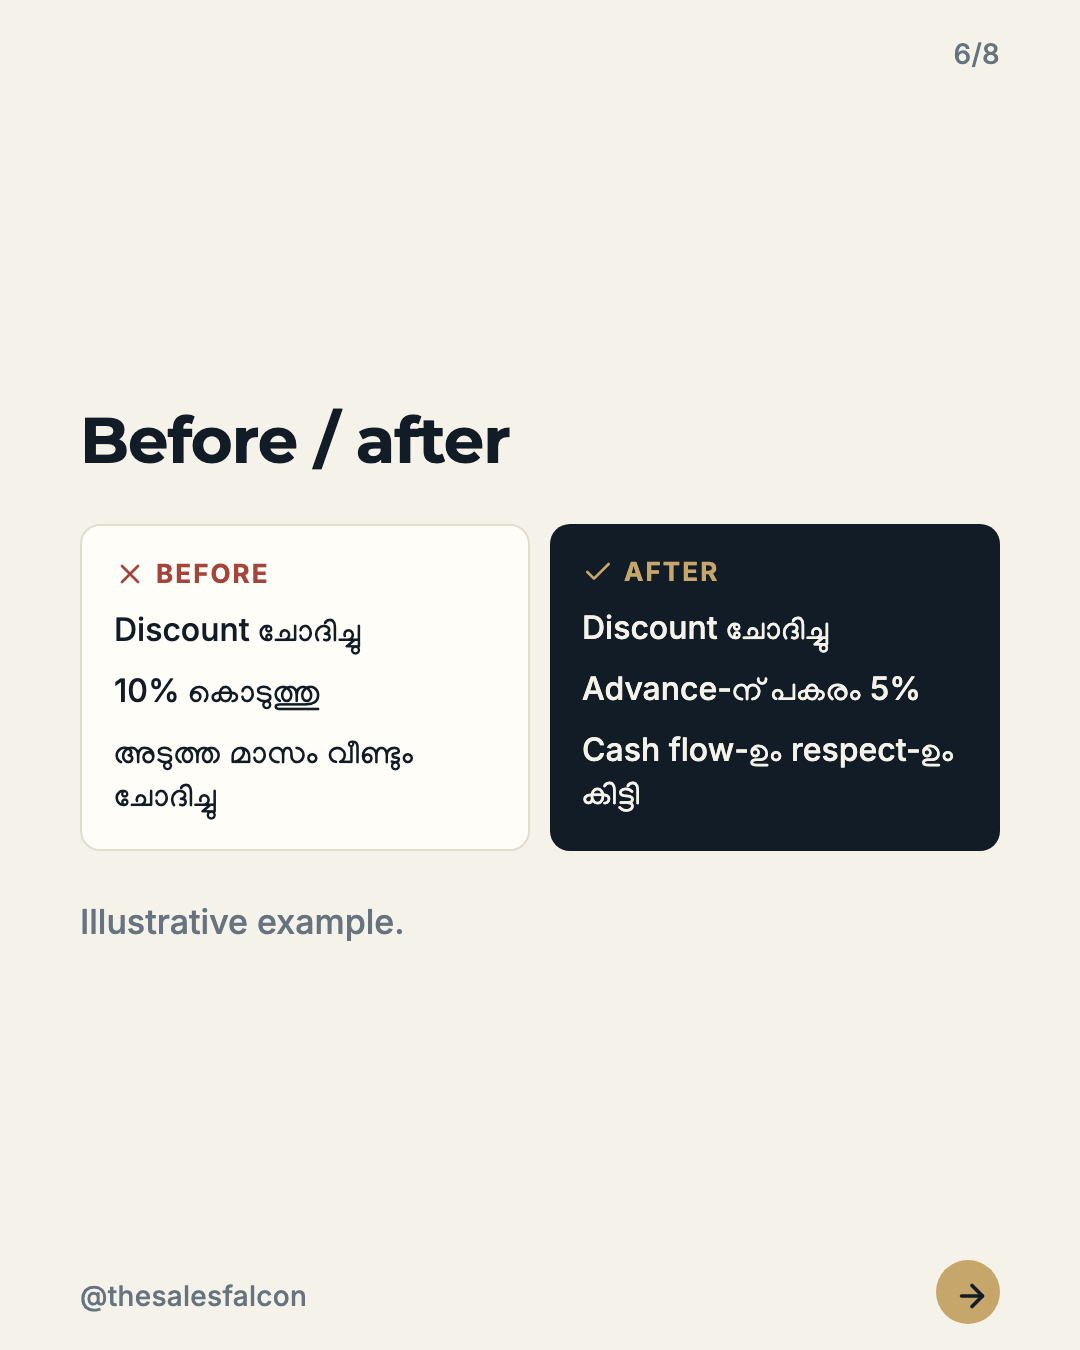 6/8
Before / after
BEFORE
Discount ചോദിച്ചു
10% കൊടുത്തു
അടുത്ത മാസം വീണ്ടും
ചോദിച്ചു
AFTER
Discount ചോദിച്ചു
Advance-ന് പകരം 5%
Cash flow-ഉം respect-ഉം
കിട്ടി
Illustrative example.
@thesalesfalcon